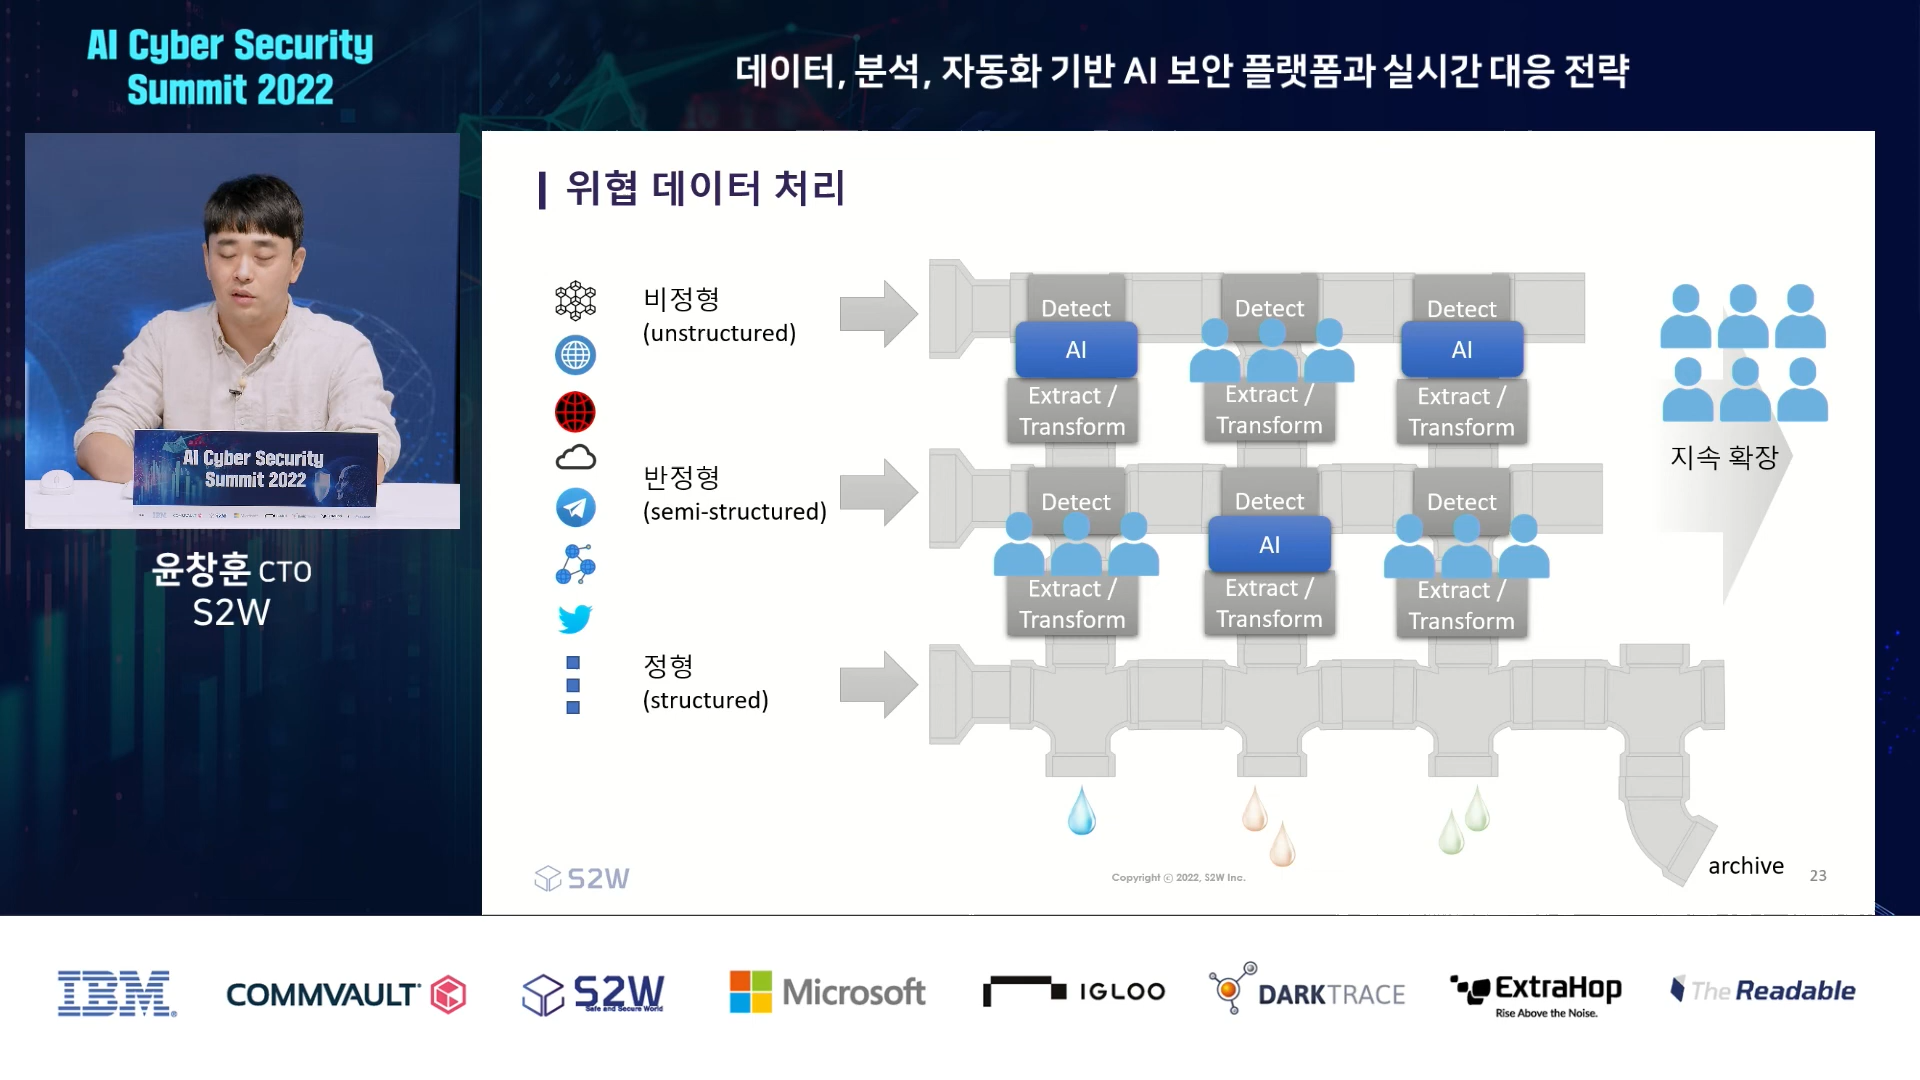 AI Cyber Security
Summit 2022
데이터, 분석, 자동화 기반 AI 보안 플랫폼과 실시간 대응 전략
AI Cyber Security
Summit 2022
윤창훈 CTO
S2W
위협 데이터 처리
비정형
(unstructured)
반정형
(semi-structured)
정형
(structured)
Detect
Detect
Detect
AI
AI
Extract /
Transform
Extract /
Transform
Extract /
Transform
Detect
Detect
Detect
AI
Extract /
Transform
Extract /
Transform
Extract /
Transform
지속 확장
archive
S2W
Copyright ⓒ 2022, S2W Inc.
23
IBM
COMMVAULT
S2W
Safe and Secure World
Microsoft
IGLOO
DARKTRACE
ExtraHop
Rise Above the Noise.
The Readable